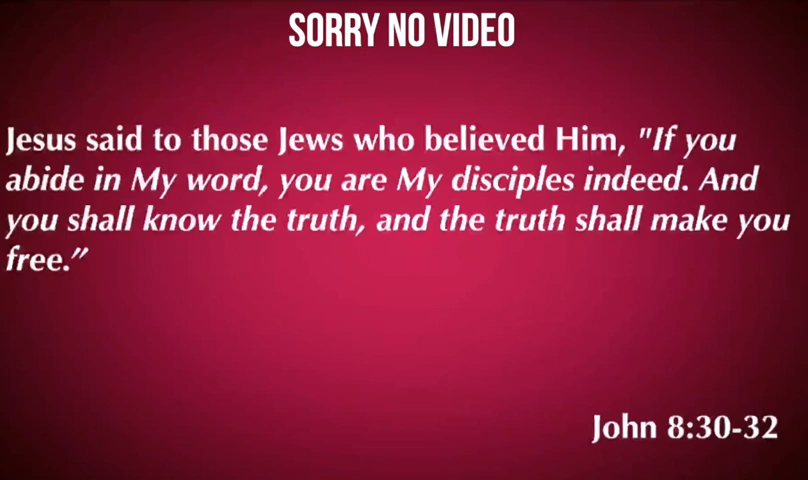 SORRY NO VIDEO
Jesus said to those Jews who believed Him, "If you
abide in My word, you are My disciples indeed. And
you shall know the truth, and the truth shall make you
free.”
John 8:30-32